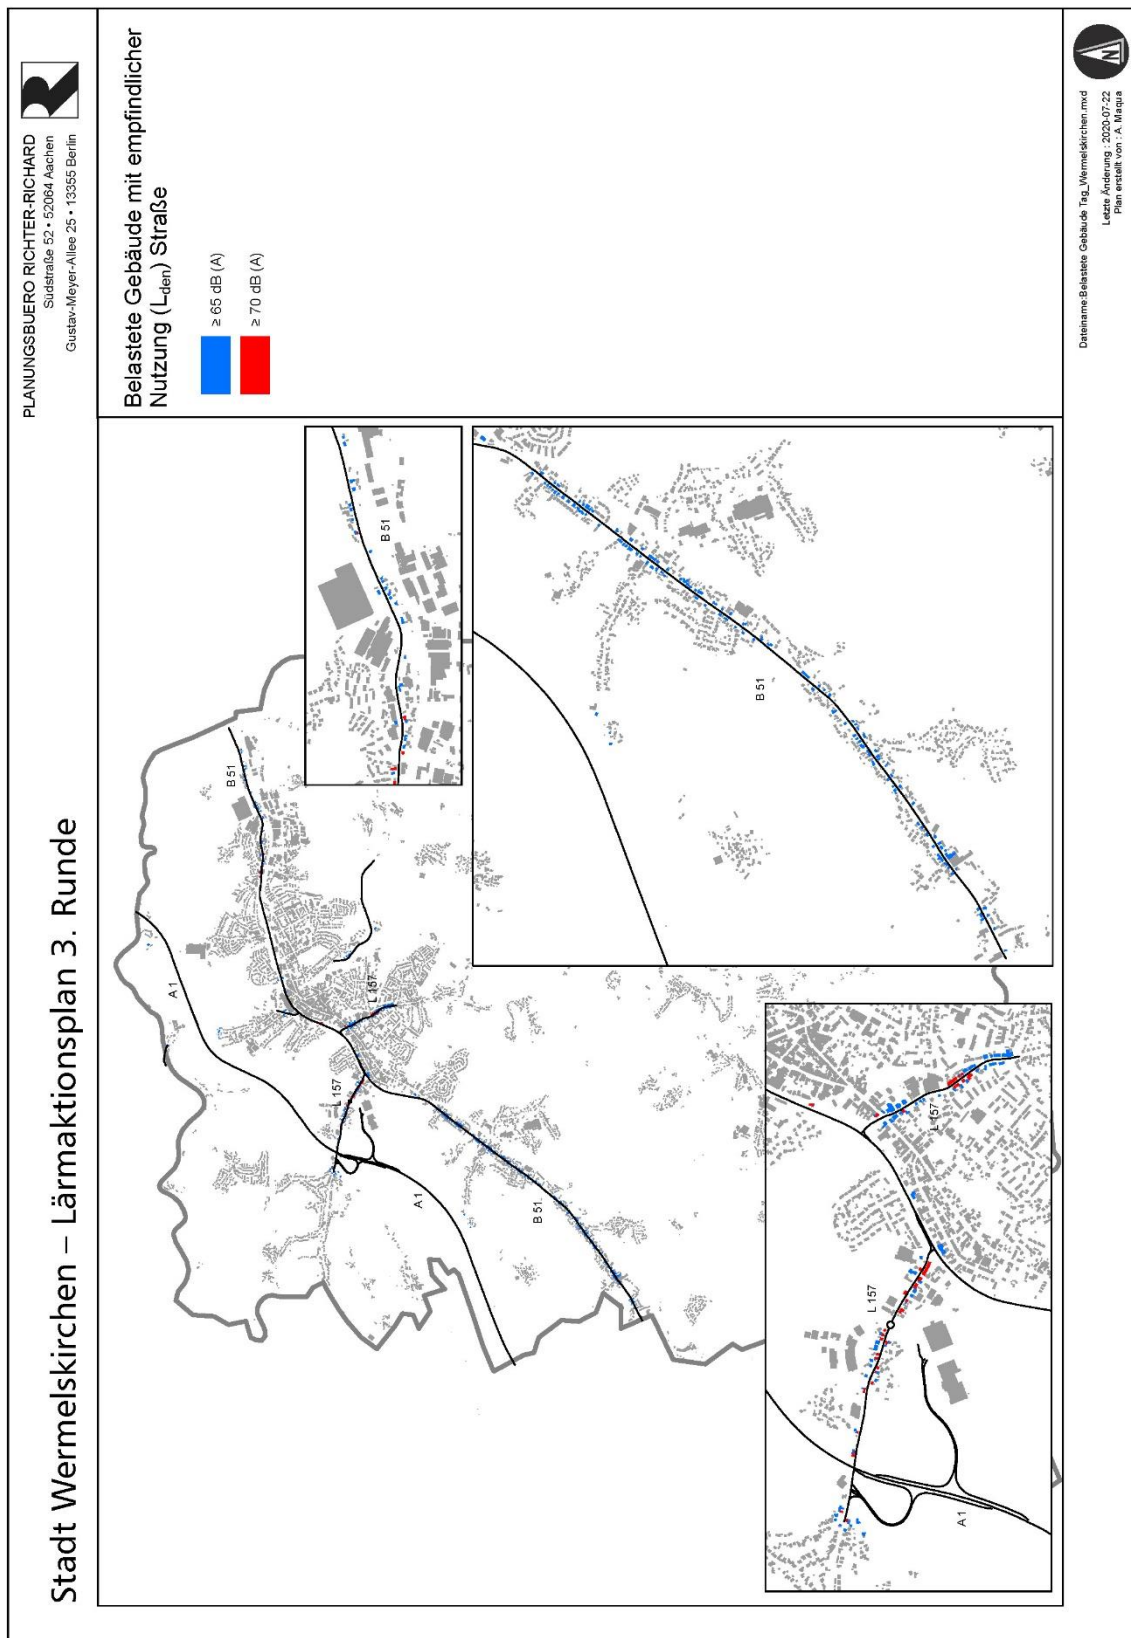 Stadt Wermelskirchen – Lärmaktionsplan 3. Runde
PLANUNGSBUERO RICHTER-RICHARD
Südstraße 52 • 52064 Aachen
Gustav-Meyer-Allee 25 • 13355 Berlin
Belastete Gebäude mit empfindlicher
Nutzung (Lden) Straße
≥ 65 dB (A)
≥ 70 dB (A)
A 1
B 51
L 157
L 157
A 1
B 51
B 51
B 51
L 157
L 157
A 1
N
Dateiname:Belastete Gebäude Tag_Wermelskirchen.mxd
Letzte Änderung : 2020-07-22
Plan erstellt von : A. Maqua